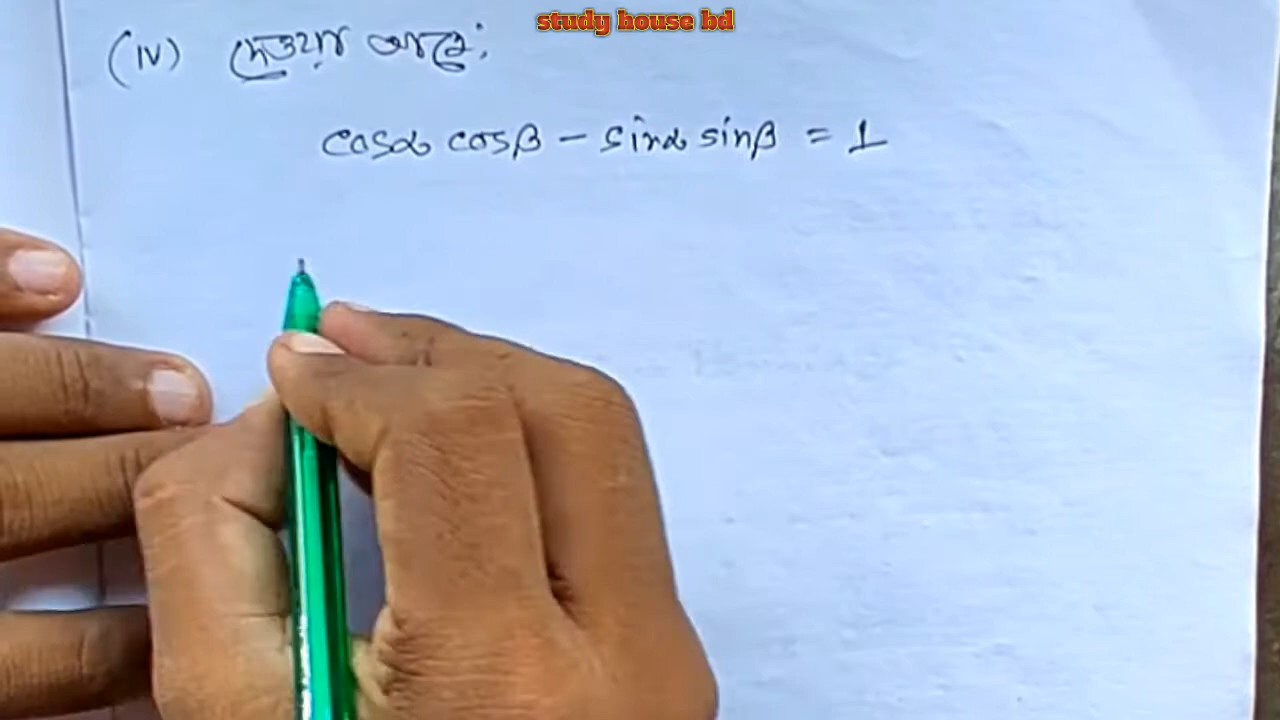 study house bd
(iv) দেওয়া আছে;
cosα cosβ - sinα sinβ = 1